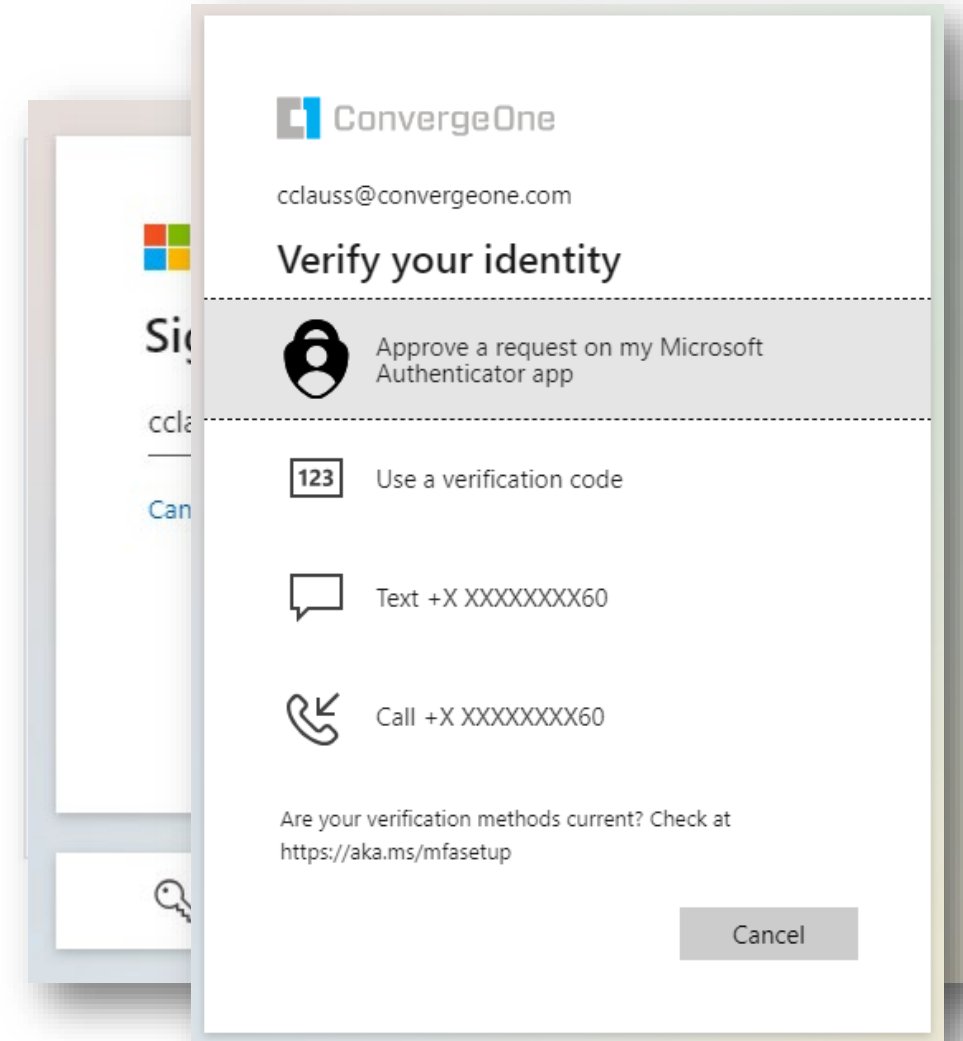 ConvergeOne
cclauss@convergeone.com
Verify your identity
Approve a request on my Microsoft
Authenticator app
123
Use a verification code
Text +X XXXXXXXX60
Call +X XXXXXXXX60
Are your verification methods current? Check at
https://aka.ms/mfasetup
Cancel
Sig
ccla
Can